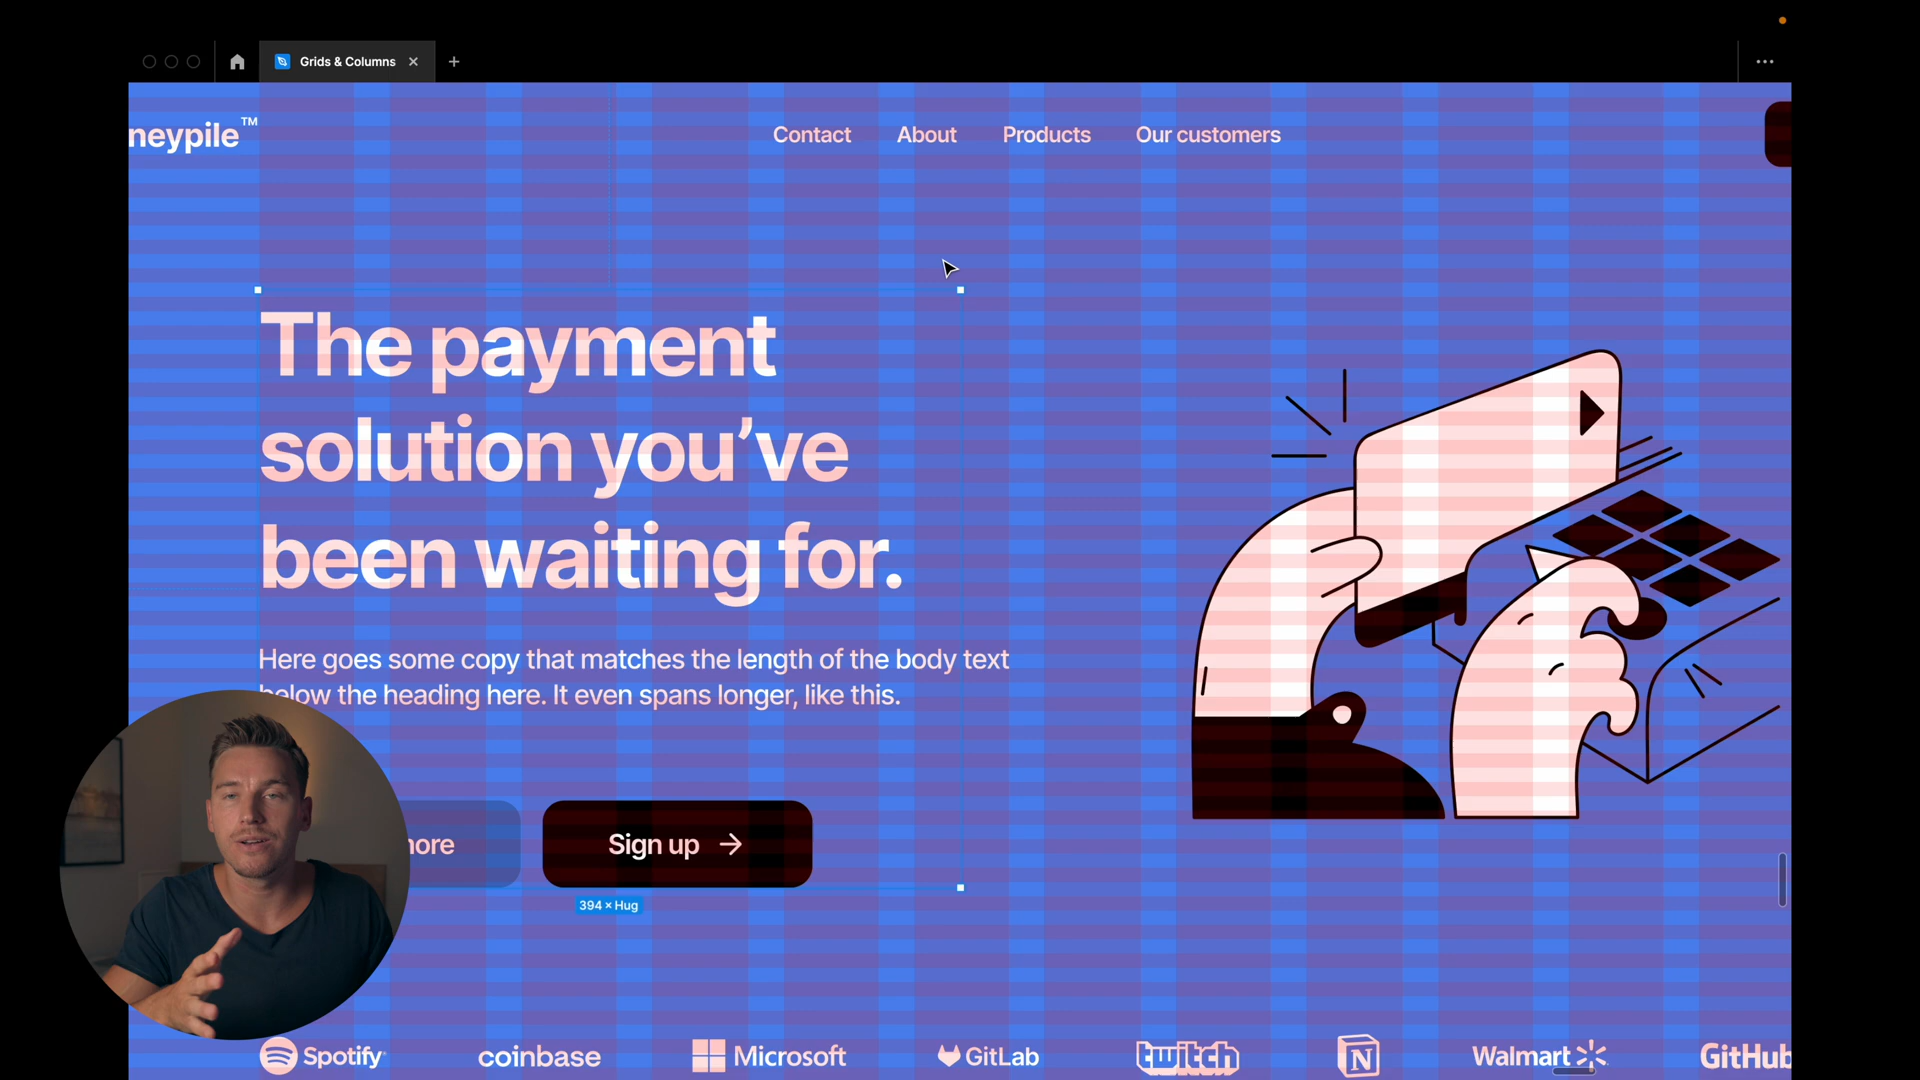 Grids & Columns
neypile™
Contact About Products Our customers
The payment
solution you’ve
been waiting for.
Here goes some copy that matches the length of the body text
below the heading here. It even spans longer, like this.
more
Sign up →
394 × Hug
Spotify coinbase Microsoft GitLab twitch N Walmart GitHub